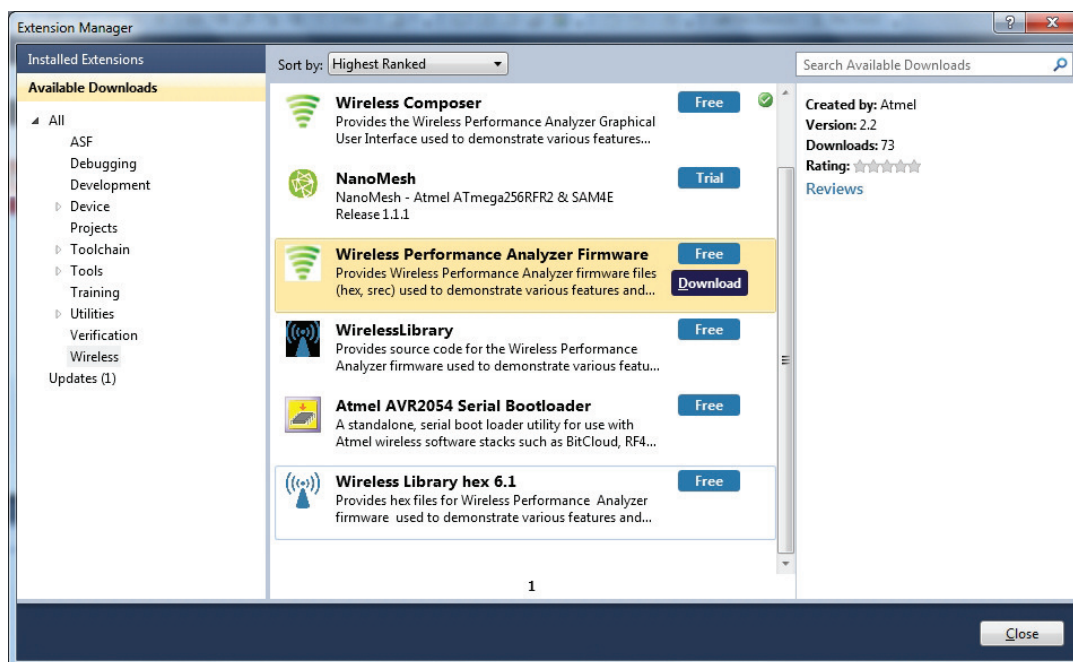 Extension Manager
Installed Extensions
Available Downloads
All
ASF
Debugging
Development
Device
Projects
Toolchain
Tools
Training
Utilities
Verification
Wireless
Updates (1)
Sort by: Highest Ranked
Wireless Composer
Free
Provides the Wireless Performance Analyzer Graphical
User Interface used to demonstrate various features...
NanoMesh
Trial
NanoMesh - Atmel ATmega256RFR2 & SAM4E
Release 1.1.1
Wireless Performance Analyzer Firmware
Free
Provides Wireless Performance Analyzer firmware files
(hex, srec) used to demonstrate various features and...
Download
WirelessLibrary
Free
Provides source code for the Wireless Performance
Analyzer firmware used to demonstrate various featu...
Atmel AVR2054 Serial Bootloader
Free
A standalone, serial boot loader utility for use with
Atmel wireless software stacks such as BitCloud, RF4...
Wireless Library hex 6.1
Free
Provides hex files for Wireless Performance Analyzer
firmware used to demonstrate various features and...
1
Search Available Downloads
Created by: Atmel
Version: 2.2
Downloads: 73
Rating:
Reviews
Close